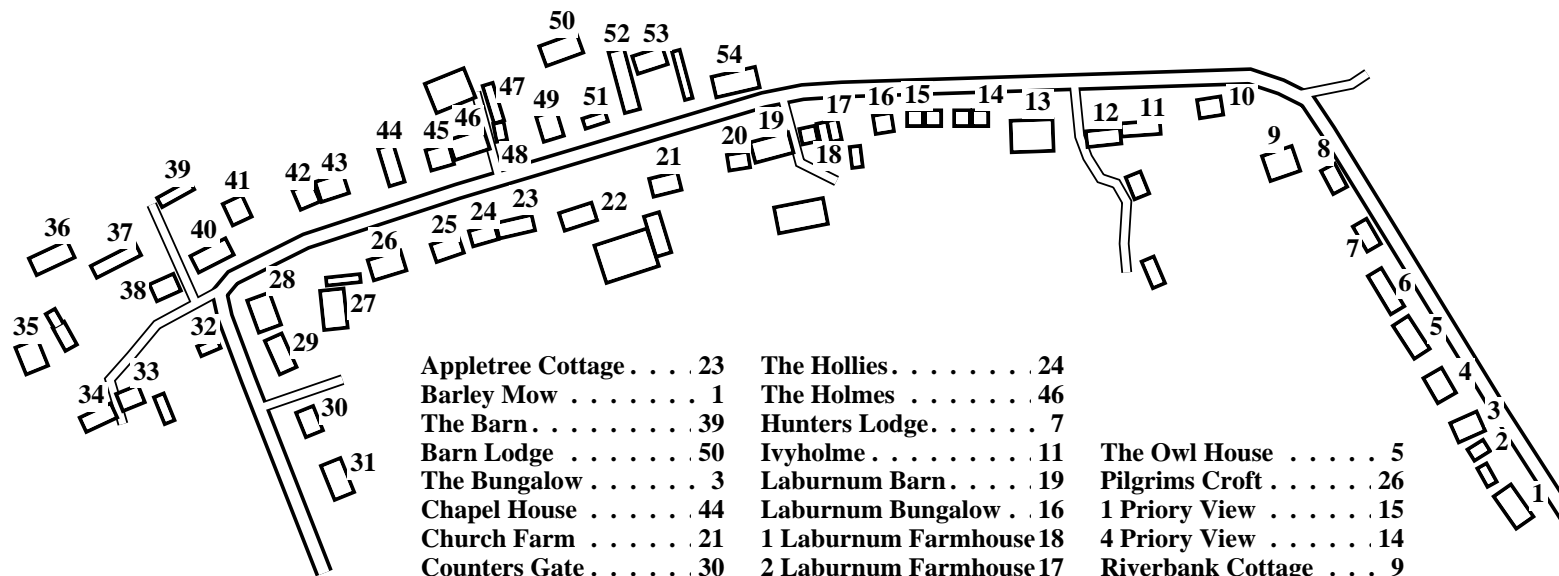 50
52
53
54
47
49
51
44
45
46
48
39
42
43
41
36
37
40
38
35
34
33
32
28
29
27
26
25
24
23
22
21
20
19
18
17
16
15
14
13
12
11
10
9
8
7
6
5
4
3
2
1
30
31
Appletree Cottage . . . . 23
Barley Mow . . . . . . . 1
The Barn . . . . . . . . . 39
Barn Lodge . . . . . . . 50
The Bungalow . . . . . . 3
Chapel House . . . . . . 44
Church Farm . . . . . . 21
Counters Gate . . . . . . 30
The Hollies . . . . . . . . 24
The Holmes . . . . . . . 46
Hunters Lodge . . . . . . 7
Ivyholme . . . . . . . . . 11
Laburnum Barn . . . . . 19
Laburnum Bungalow . . 16
1 Laburnum Farmhouse 18
2 Laburnum Farmhouse 17
The Owl House . . . . . 5
Pilgrims Croft . . . . . . 26
1 Priory View . . . . . . 15
4 Priory View . . . . . . 14
Riverbank Cottage . . . 9